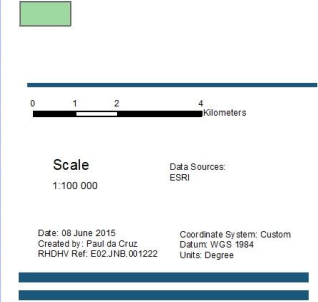 0 1 2 4
Kilometers
Scale
1:100 000
Data Sources:
ESRI
Date: 08 June 2015
Created by: Paul da Cruz
RHDHV Ref: E02.JNB.001222
Coordinate System: Custom
Datum: WGS 1984
Units: Degree